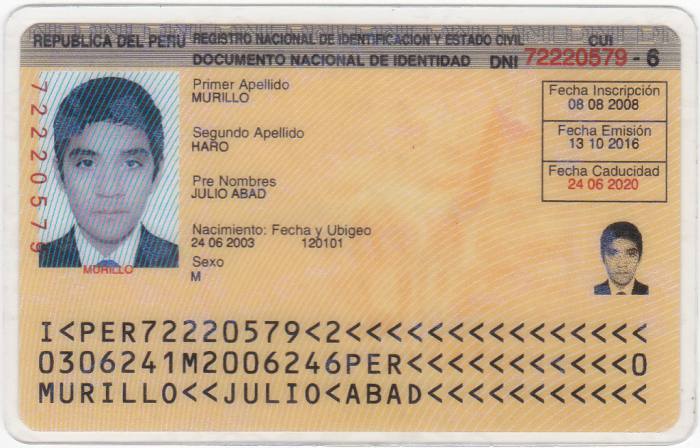 REPUBLICA DEL PERU REGISTRO NACIONAL DE IDENTIFICACION Y ESTADO CIVIL CUI
DOCUMENTO NACIONAL DE IDENTIDAD DNI 72220579 - 6
72220579
Primer Apellido
MURILLO
Segundo Apellido
HARO
Pre Nombres
JULIO ABAD
Nacimiento: Fecha y Ubigeo
24 06 2003 120101
Sexo
M
Fecha Inscripción
08 08 2008
Fecha Emisión
13 10 2016
Fecha Caducidad
24 06 2020
MURILLO
I<PER72220579<2<<<<<<<<<<<<<<<
0306241M2006246PER<<<<<<<<<<<0
MURILLO<<JULIO<ABAD<<<<<<<<<<<